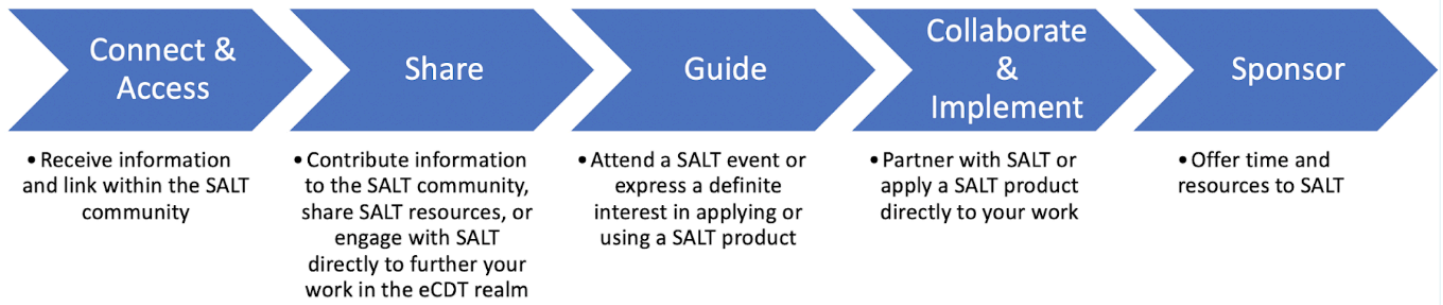 Connect &
Access
Share
Guide
Collaborate
&
Implement
Sponsor
• Receive information
and link within the SALT
community
• Contribute information
to the SALT community,
share SALT resources, or
engage with SALT
directly to further your
work in the eCDT realm
• Attend a SALT event or
express a definite
interest in applying or
using a SALT product
• Partner with SALT or
apply a SALT product
directly to your work
• Offer time and
resources to SALT